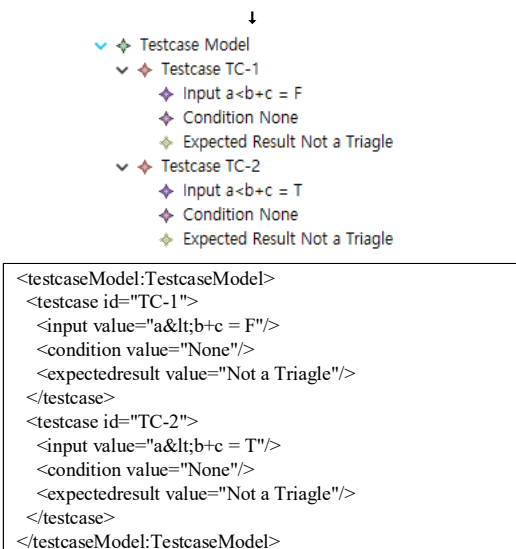 Testcase Model
Testcase TC-1
Input a<b+c = F
Condition None
Expected Result Not a Triagle
Testcase TC-2
Input a<b+c = T
Condition None
Expected Result Not a Triagle
<testcaseModel:TestcaseModel>
<testcase id="TC-1">
<input value="a&lt;b+c = F"/>
<condition value="None"/>
<expectedresult value="Not a Triagle"/>
</testcase>
<testcase id="TC-2">
<input value="a&lt;b+c = T"/>
<condition value="None"/>
<expectedresult value="Not a Triagle"/>
</testcase>
</testcaseModel:TestcaseModel>